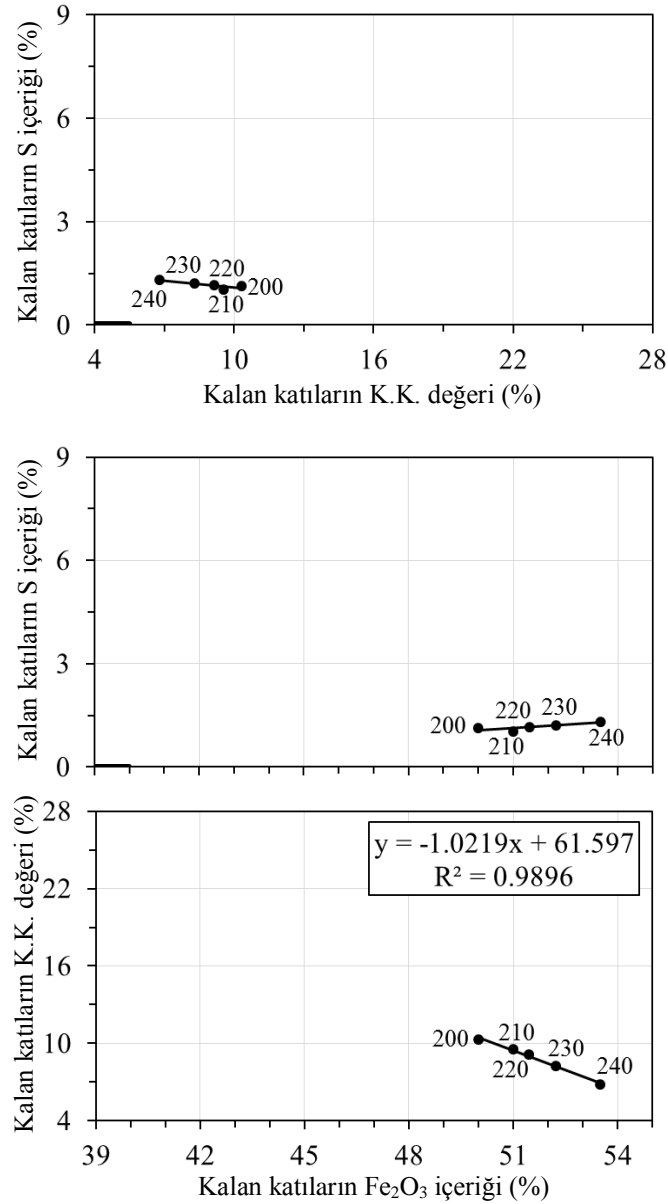 Kalan katıların S içeriği (%)
9
6
3
0
230 220
240 210 200
4 10 16 22 28
Kalan katıların K.K. değeri (%)
Kalan katıların S içeriği (%)
9
6
3
0
200 220 230
210 240
Kalan katıların K.K. değeri (%)
28
22
16
10
4
y = -1.0219x + 61.597
R² = 0.9896
200 210 230 240
220
39 42 45 48 51 54
Kalan katıların Fe₂O₃ içeriği (%)